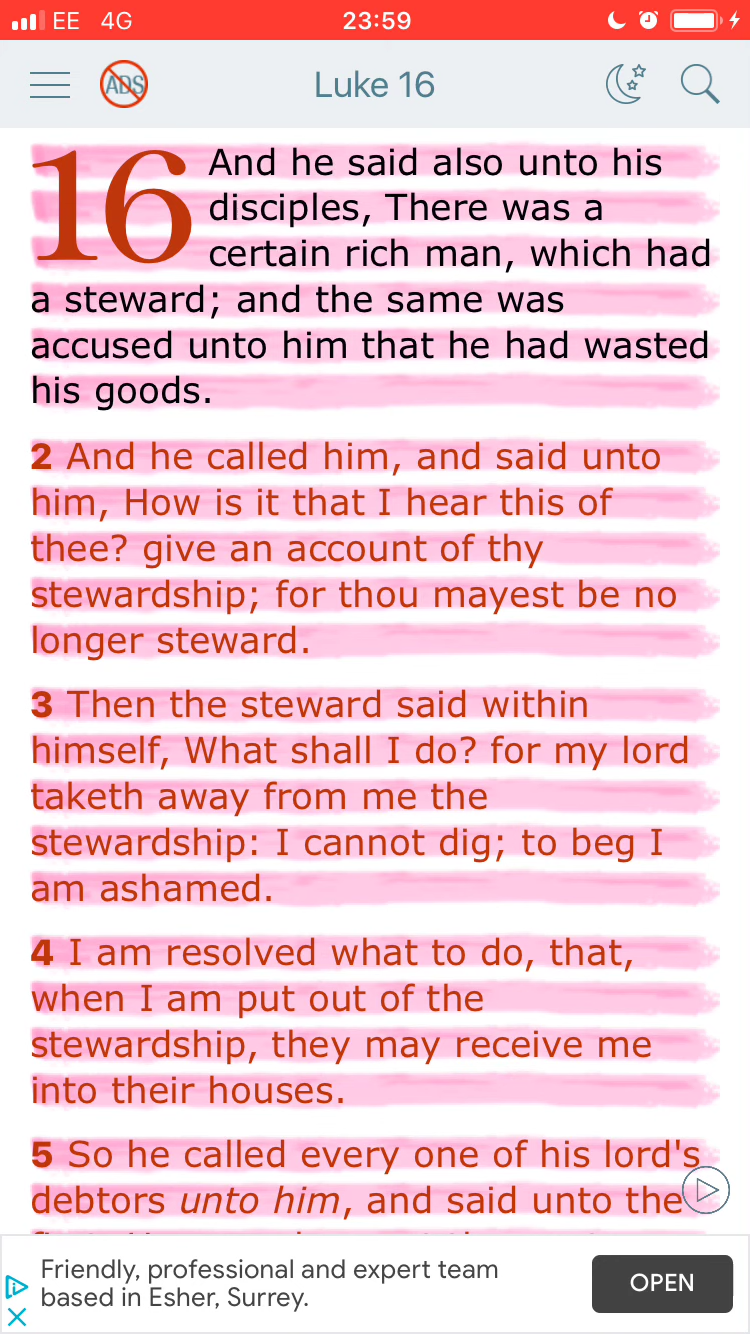 EE 4G 23:59
ADS Luke 16
16 And he said also unto his
disciples, There was a
certain rich man, which had
a steward; and the same was
accused unto him that he had wasted
his goods.
2 And he called him, and said unto
him, How is it that I hear this of
thee? give an account of thy
stewardship; for thou mayest be no
longer steward.
3 Then the steward said within
himself, What shall I do? for my lord
taketh away from me the
stewardship: I cannot dig; to beg I
am ashamed.
4 I am resolved what to do, that,
when I am put out of the
stewardship, they may receive me
into their houses.
5 So he called every one of his lord's
debtors unto him, and said unto the
Friendly, professional and expert team
based in Esher, Surrey.
OPEN